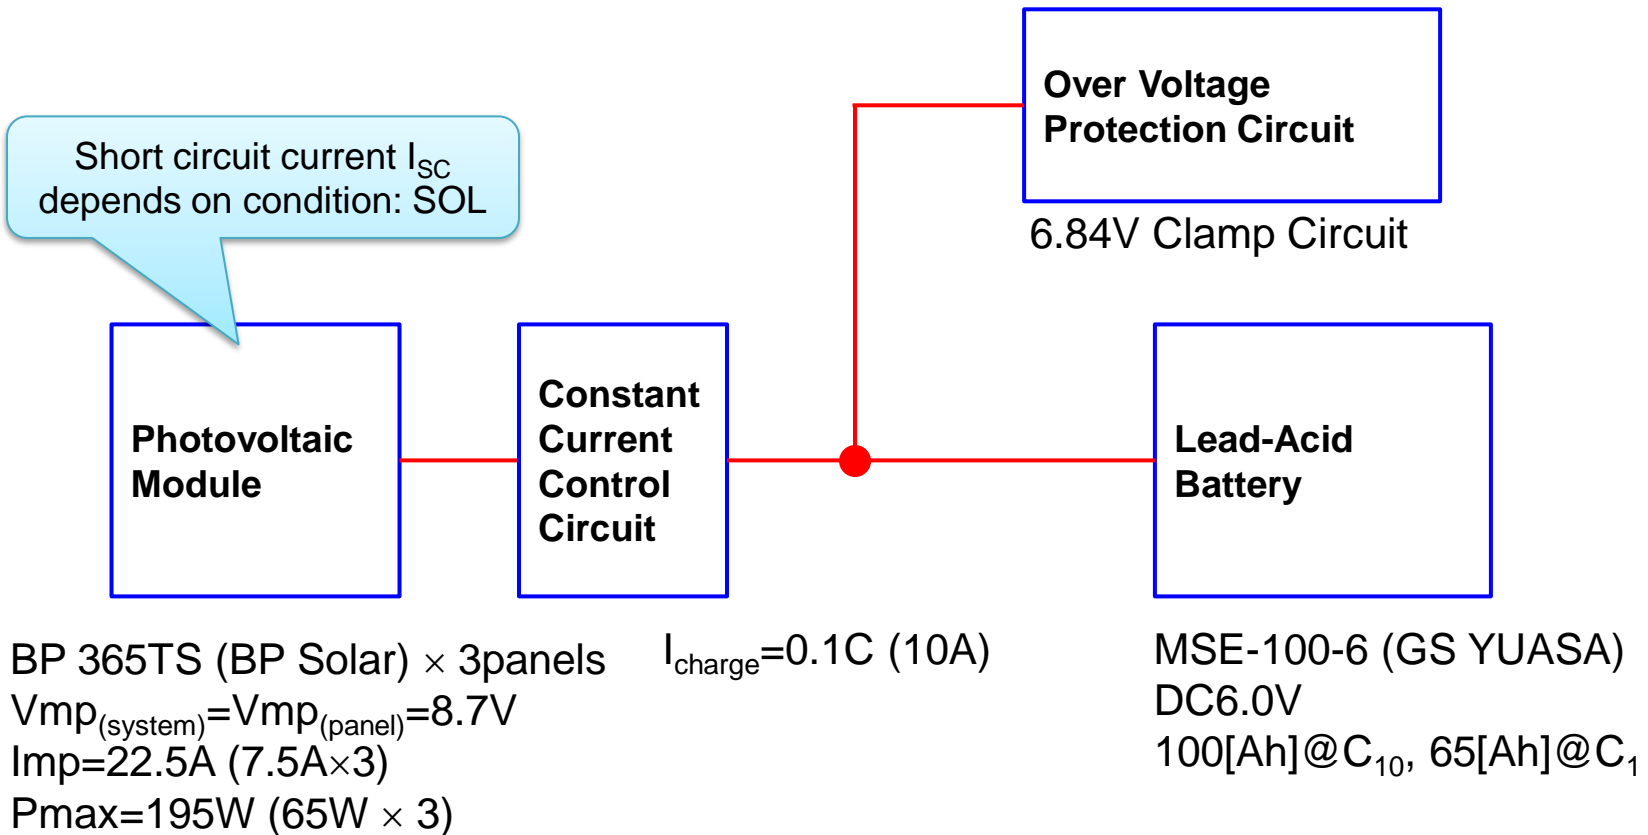 Over Voltage
Protection Circuit
6.84V Clamp Circuit
Short circuit current I_SC
depends on condition: SOL
Photovoltaic
Module
Constant
Current
Control
Circuit
Lead-Acid
Battery
BP 365TS (BP Solar) × 3panels
Vmp(system)=Vmp(panel)=8.7V
Imp=22.5A (7.5A×3)
Pmax=195W (65W × 3)
I_charge=0.1C (10A)
MSE-100-6 (GS YUASA)
DC6.0V
100[Ah]@C10, 65[Ah]@C1